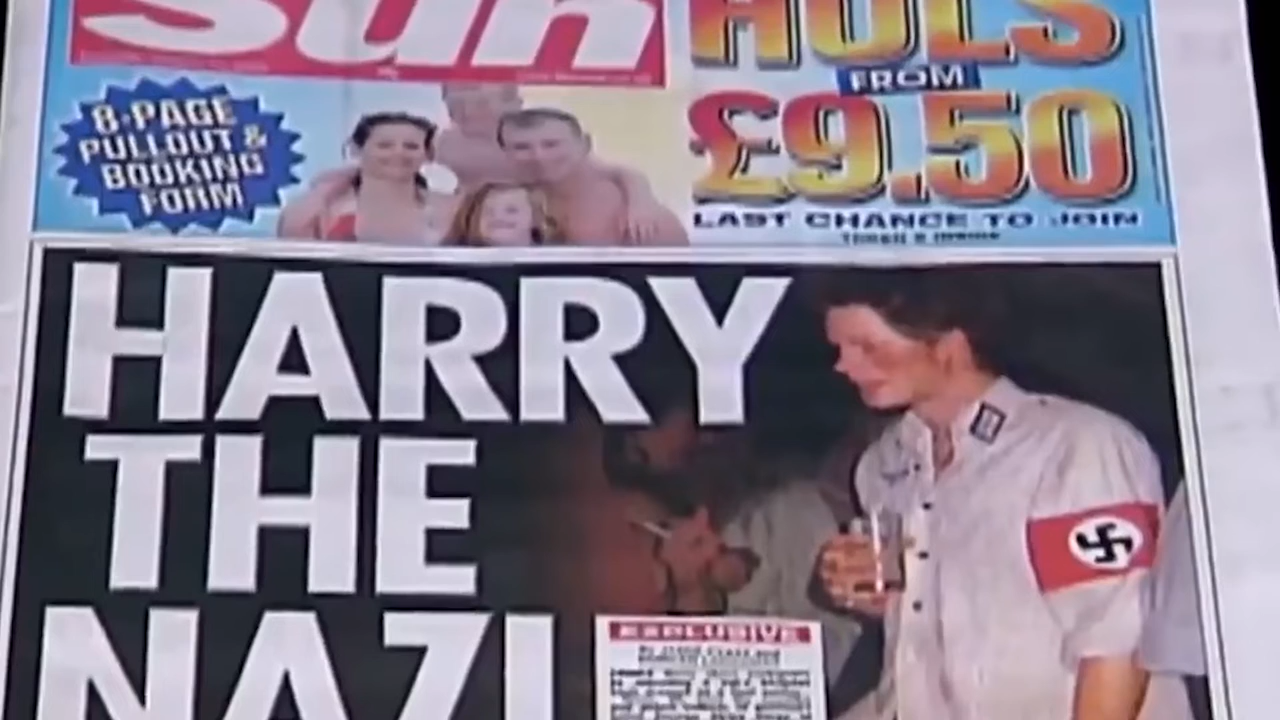 Sun
HOLS
FROM
£9.50
LAST CHANCE TO JOIN
8-PAGE
PULLOUT &
BOOKING
FORM
HARRY
THE
NAZI
EXCLUSIVE